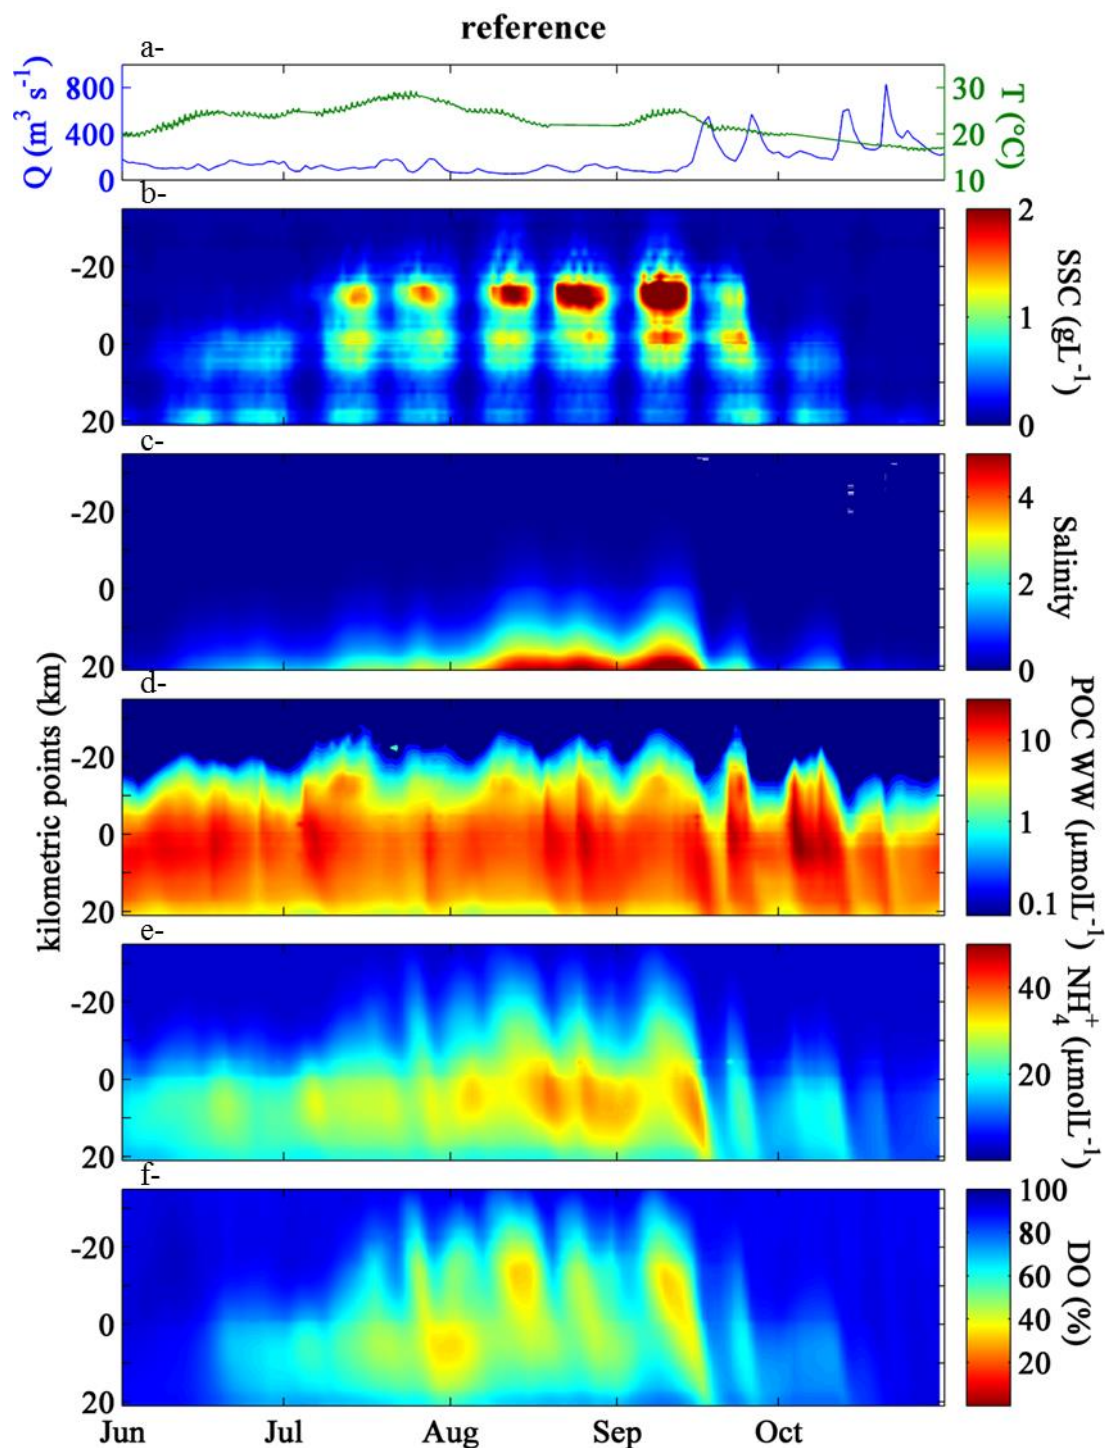 reference
a-
Q (m³ s⁻¹)
800
400
0
30
20
10
T (°C)
b-
-20
0
20
2
1
0
SSC (gL⁻¹)
c-
-20
0
20
4
2
0
Salinity
kilometric points (km)
d-
-20
0
20
10
1
0.1
POC WW (µmolL⁻¹)
e-
-20
0
20
40
20
NH₄⁺ (µmolL⁻¹)
f-
-20
0
20
100
80
60
40
20
DO (%)
Jun Jul Aug Sep Oct